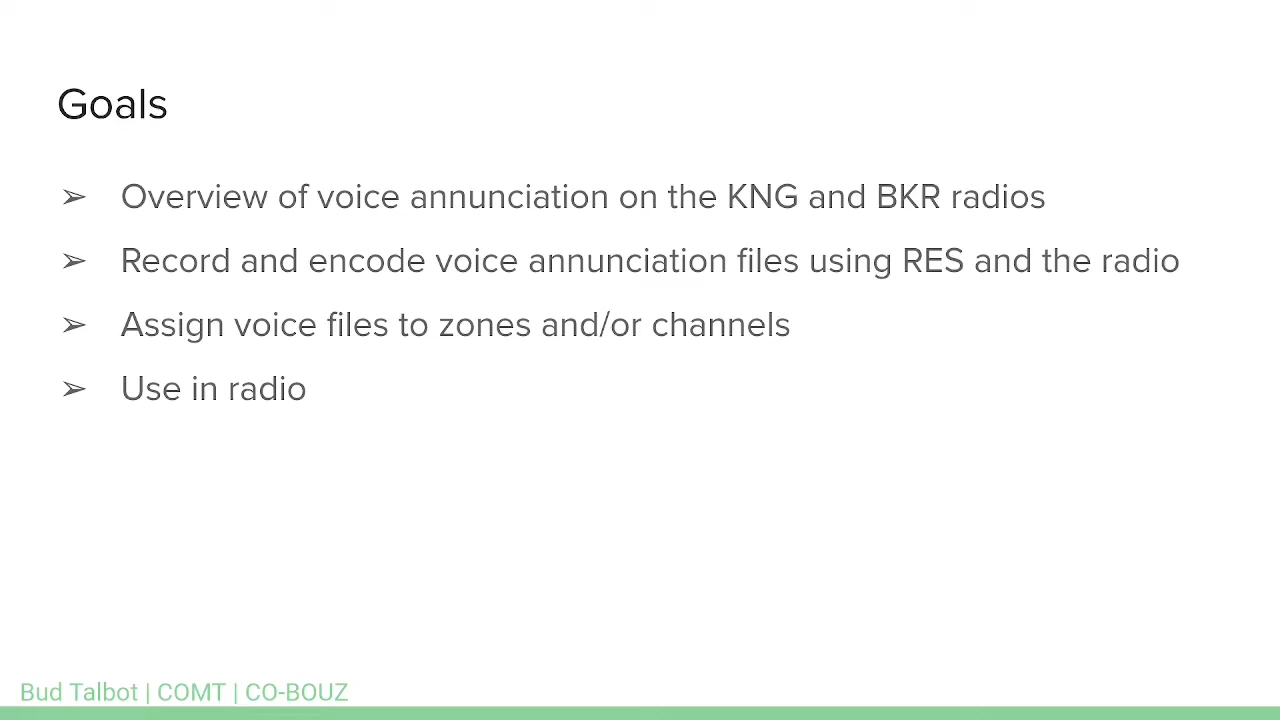 Goals
➢ Overview of voice annunciation on the KNG and BKR radios
➢ Record and encode voice annunciation files using RES and the radio
➢ Assign voice files to zones and/or channels
➢ Use in radio
Bud Talbot | COMT | CO-BOUZ